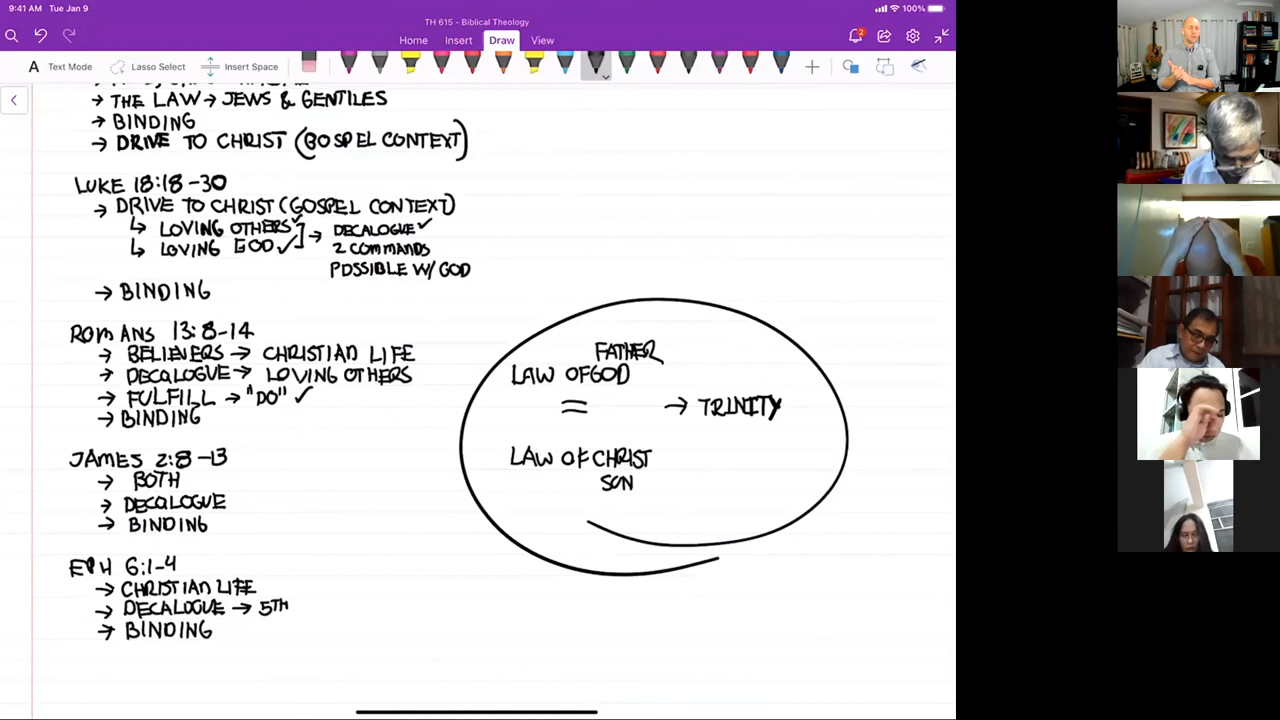 9:41 AM Tue Jan 9
100%
TH 615 - Biblical Theology
Home Insert Draw View
2
Text Mode Lasso Select Insert Space
→ THE LAW → JEWS & GENTILES
→ BINDING
→ DRIVE TO CHRIST (GOSPEL CONTEXT)
LUKE 18:18-30
→ DRIVE TO CHRIST (GOSPEL CONTEXT)
↳ LOVING OTHERS ✓ → DECALOGUE ✓
↳ LOVING GOD ✓ 2 COMMANDS
POSSIBLE W/ GOD
→ BINDING
ROMANS 13:8-14
→ BELIEVERS → CHRISTIAN LIFE
→ DECALOGUE → LOVING OTHERS
→ FULFILL → "DO" ✓
→ BINDING
JAMES 2:8-13
→ BOTH
→ DECALOGUE
→ BINDING
EPH 6:1-4
→ CHRISTIAN LIFE
→ DECALOGUE → 5TH
→ BINDING
FATHER
LAW OF GOD
= → TRINITY
LAW OF CHRIST
SON